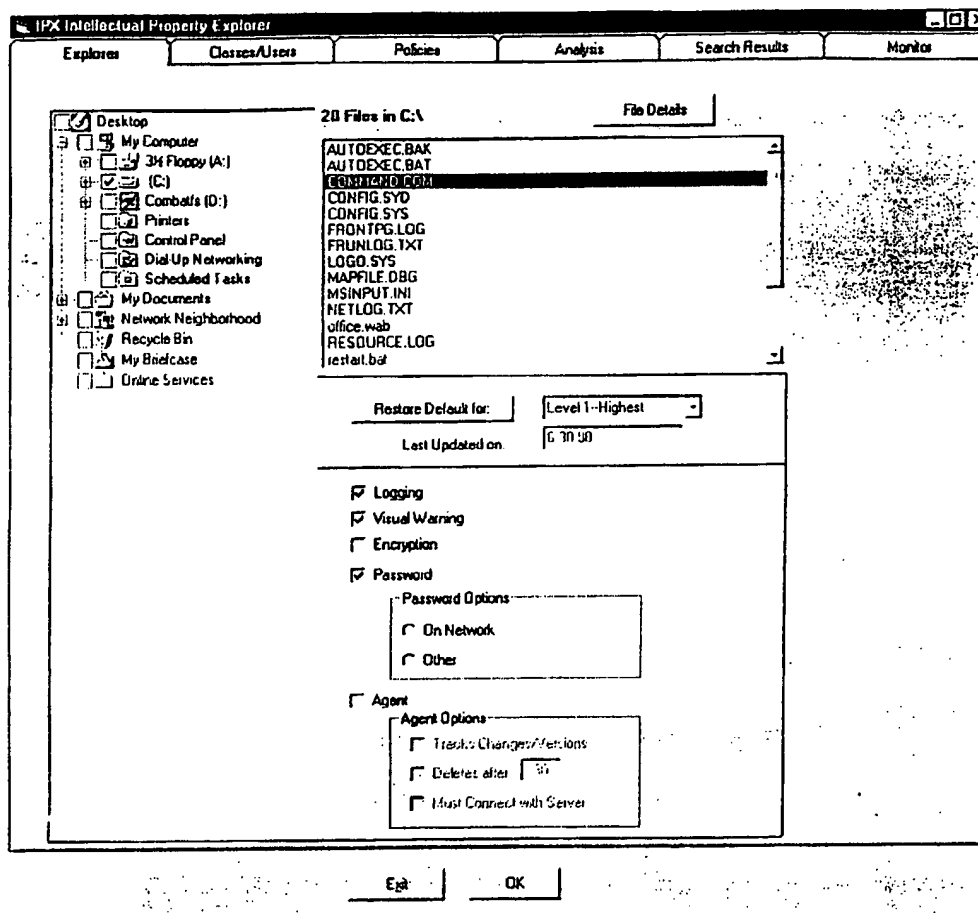 IPX Intellectual Property Explorer
Explorer Classes/Users Policies Analysis Search Results Monitor
Desktop
My Computer
3½ Floppy (A:)
(C:)
Combatfs (D:)
Printers
Control Panel
Dial-Up Networking
Scheduled Tasks
My Documents
Network Neighborhood
Recycle Bin
My Briefcase
Online Services
20 Files in C:\
File Details
AUTOEXEC.BAK
AUTOEXEC.BAT
COMMAND.COM
CONFIG.SYD
CONFIG.SYS
FRONTPG.LOG
FRUNLOG.TXT
LOGO.SYS
MAPFILE.DBG
MSINPUT.INI
NETLOG.TXT
office.wab
RESOURCE.LOG
restart.bat
Restore Default for: Level 1--Highest
Last Updated on:
Logging
Visual Warning
Encryption
Password
Password Options
On Network
Other
Agent
Agent Options
Tracks Changes/Versions
Deletes after 30
Must Connect with Server
Exit OK